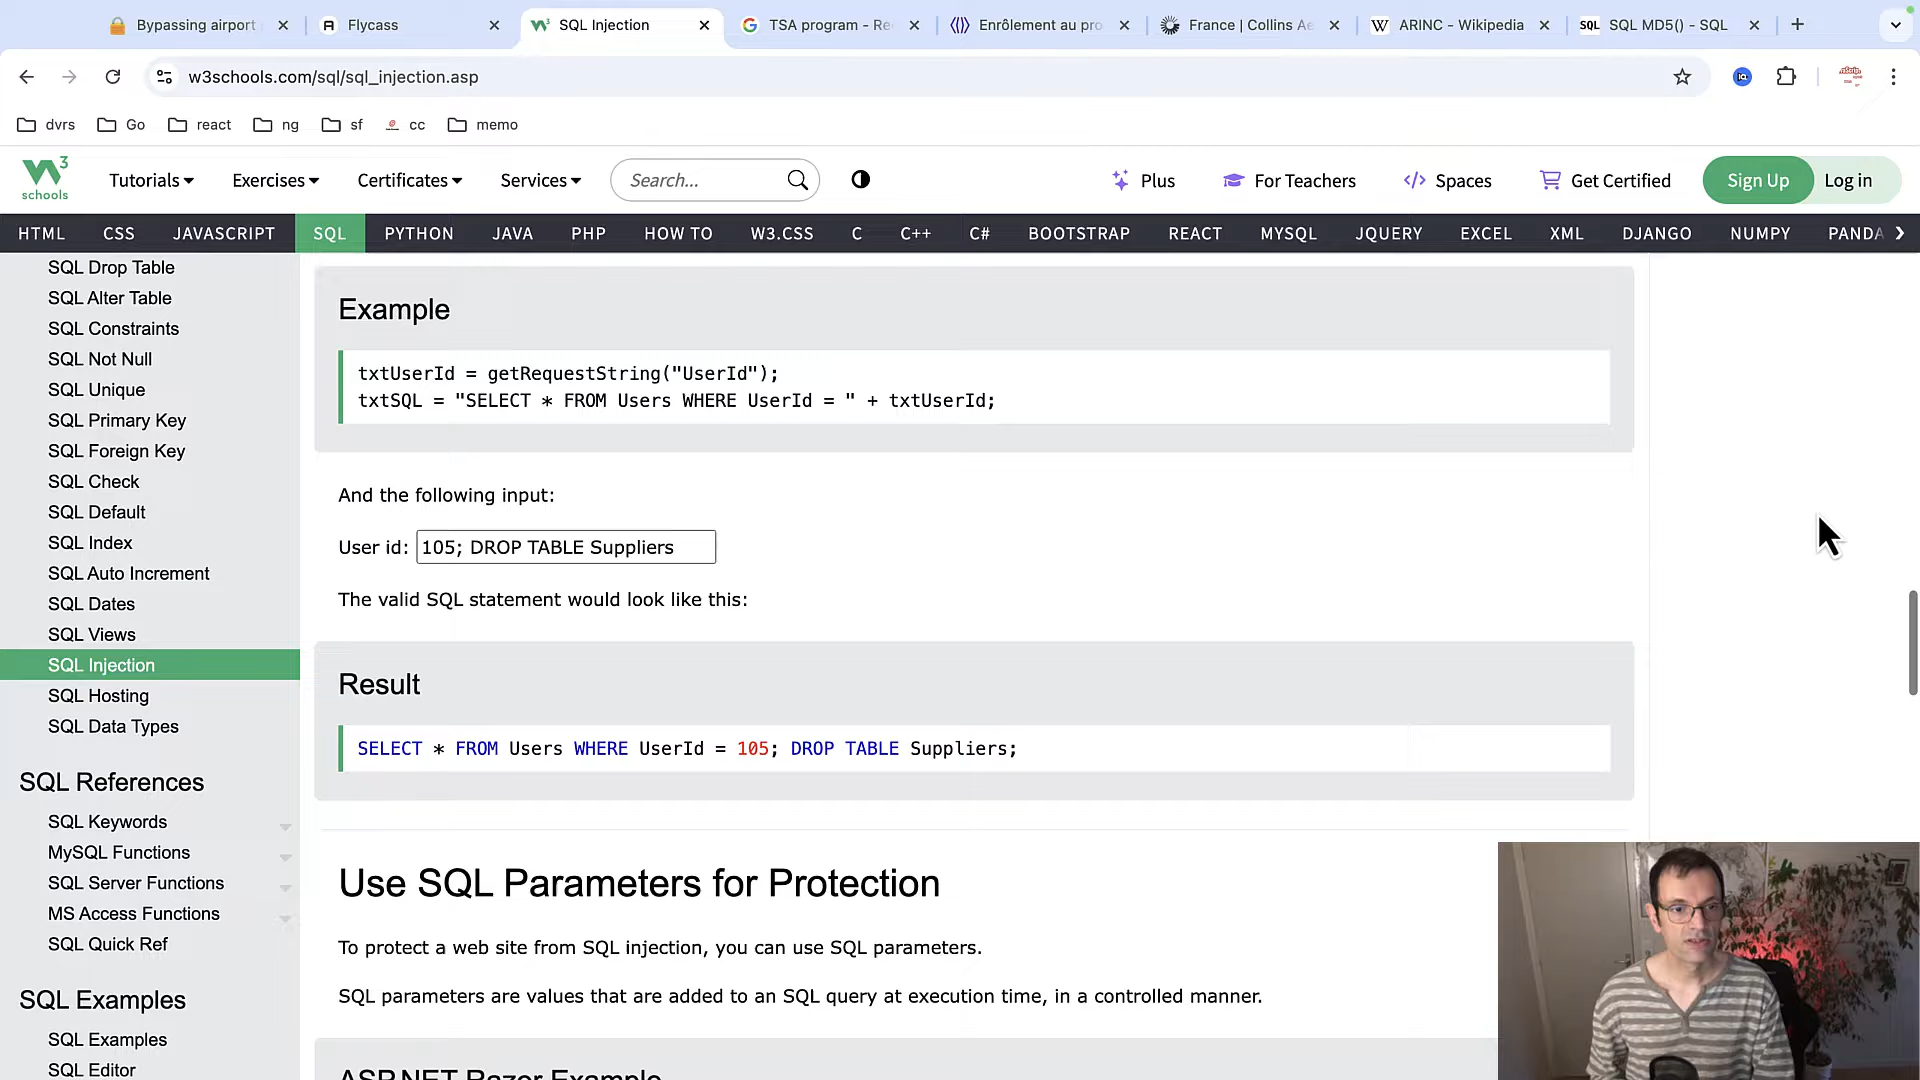 Bypassing airport
Flycass
SQL Injection
TSA program - Re
Enrôlement au pro
France | Collins Ae
ARINC - Wikipedia
SQL
SQL MD5() - SQL
w3schools.com/sql/sql_injection.asp
dvrs
Go
react
ng
sf
cc
memo
W3
schools
Tutorials
Exercises
Certificates
Services
Search...
Plus
For Teachers
Spaces
Get Certified
Sign Up
Log in
HTML CSS JAVASCRIPT SQL PYTHON JAVA PHP HOW TO W3.CSS C C++ C# BOOTSTRAP REACT MYSQL JQUERY EXCEL XML DJANGO NUMPY PANDA
SQL Drop Table
SQL Alter Table
SQL Constraints
SQL Not Null
SQL Unique
SQL Primary Key
SQL Foreign Key
SQL Check
SQL Default
SQL Index
SQL Auto Increment
SQL Dates
SQL Views
SQL Injection
SQL Hosting
SQL Data Types
SQL References
SQL Keywords
MySQL Functions
SQL Server Functions
MS Access Functions
SQL Quick Ref
SQL Examples
SQL Examples
SQL Editor
Example
txtUserId = getRequestString("UserId");
txtSQL = "SELECT * FROM Users WHERE UserId = " + txtUserId;
And the following input:
User id: 105; DROP TABLE Suppliers
The valid SQL statement would look like this:
Result
SELECT * FROM Users WHERE UserId = 105; DROP TABLE Suppliers;
Use SQL Parameters for Protection
To protect a web site from SQL injection, you can use SQL parameters.
SQL parameters are values that are added to an SQL query at execution time, in a controlled manner.
ASP.NET Razor Example